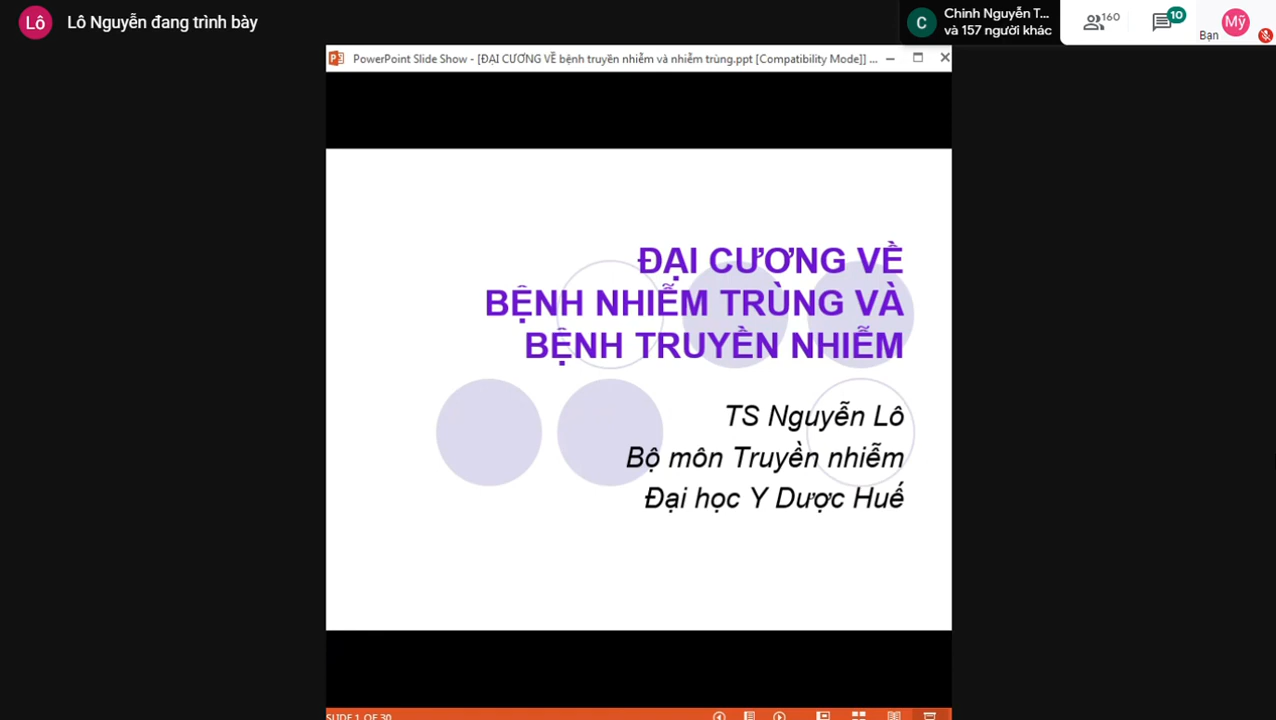 Lô
Lô Nguyễn đang trình bày
C
Chinh Nguyễn T...
và 157 người khác
160
10
Mỹ
Bạn
PowerPoint Slide Show - [ĐẠI CƯƠNG VỀ bệnh truyền nhiễm và nhiễm trùng.ppt [Compatibility Mode]] ...
ĐẠI CƯƠNG VỀ
BỆNH NHIỄM TRÙNG VÀ
BỆNH TRUYỀN NHIỄM
TS Nguyễn Lô
Bộ môn Truyền nhiễm
Đại học Y Dược Huế
SLIDE 1 OF 30